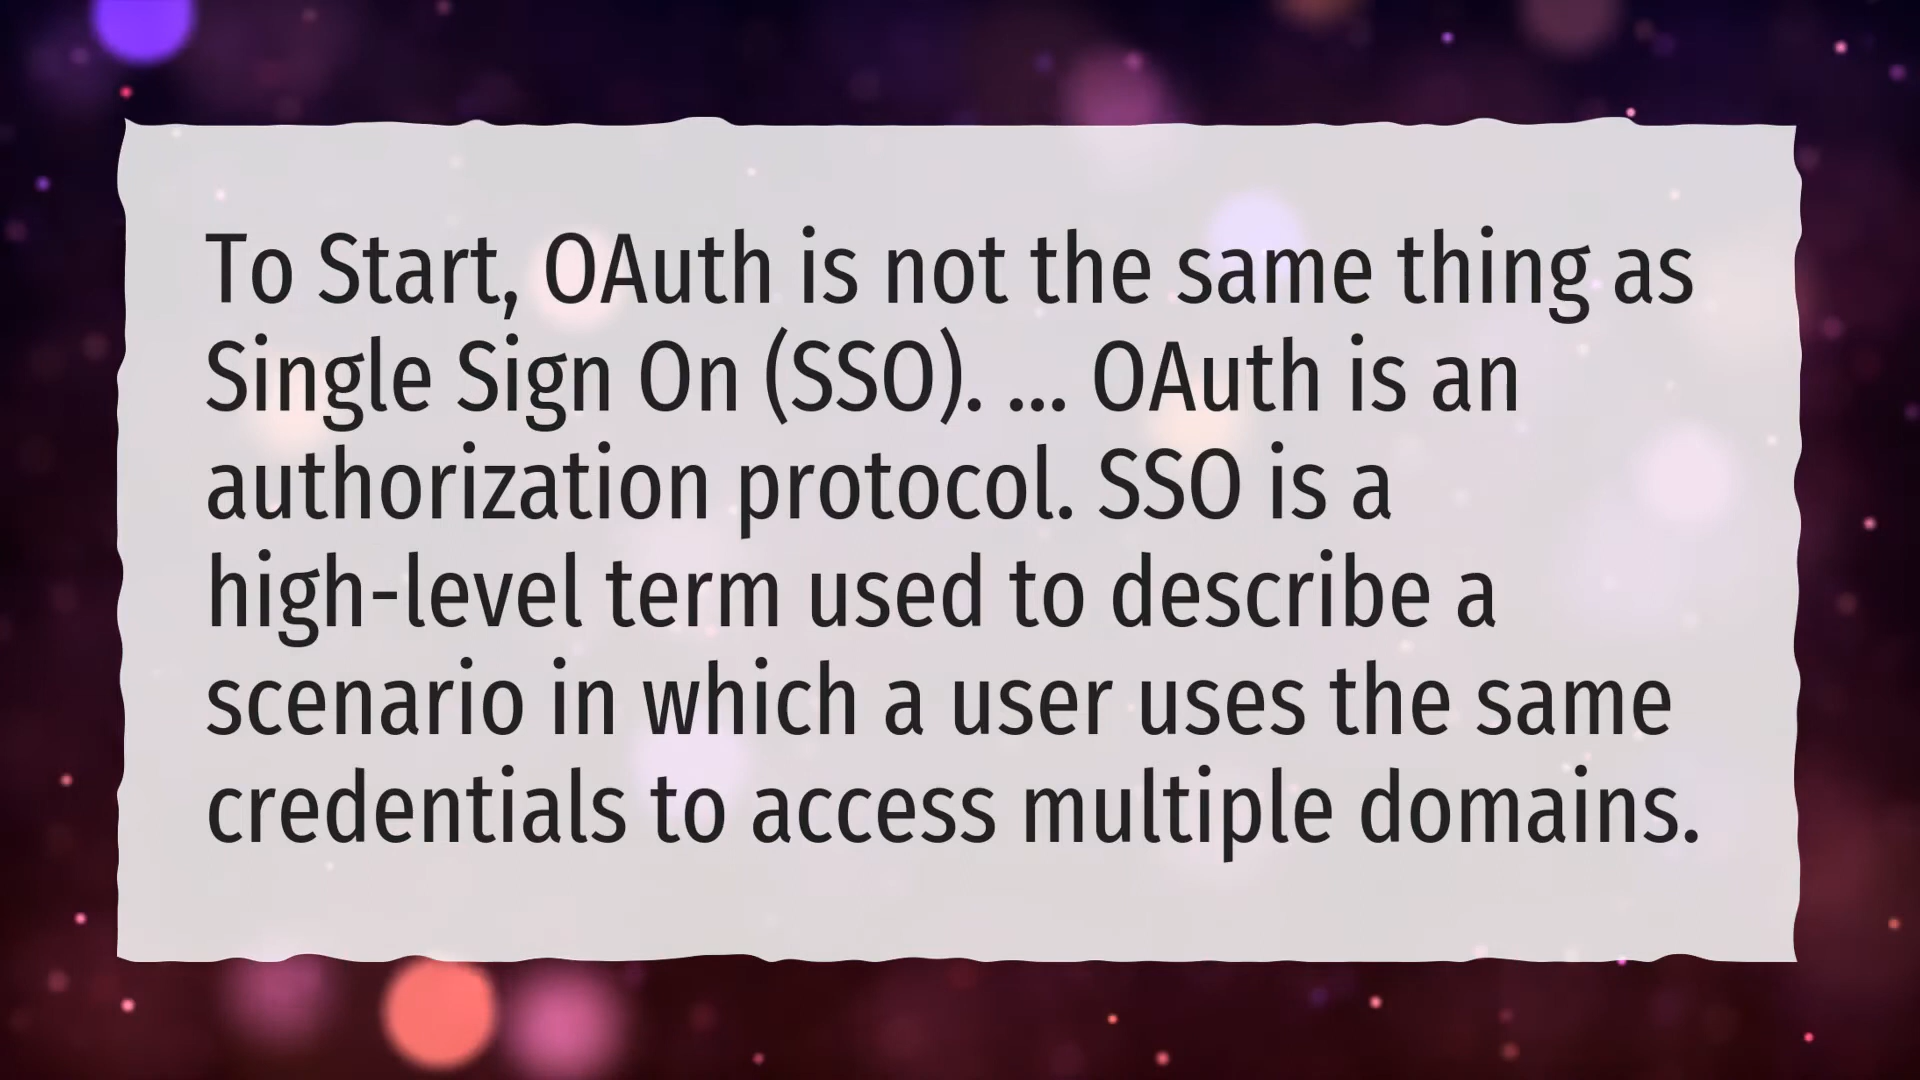 To Start, OAuth is not the same thing as
Single Sign On (SSO). ... OAuth is an
authorization protocol. SSO is a
high-level term used to describe a
scenario in which a user uses the same
credentials to access multiple domains.